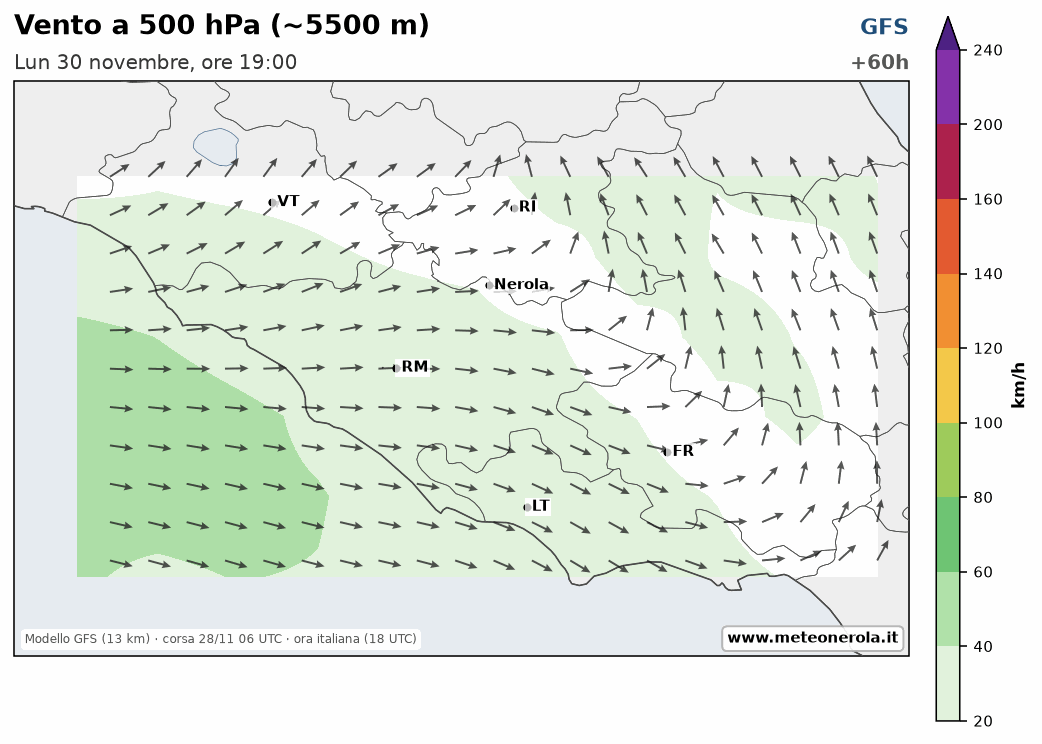 Vento a 500 hPa (~5500 m)
GFS
Lun 30 novembre, ore 19:00
+60h
VT
RI
Nerola
RM
FR
LT
240
200
160
140
120
100
80
60
40
20
km/h
Modello GFS (13 km) · corsa 28/11 06 UTC · ora italiana (18 UTC)
www.meteonerola.it